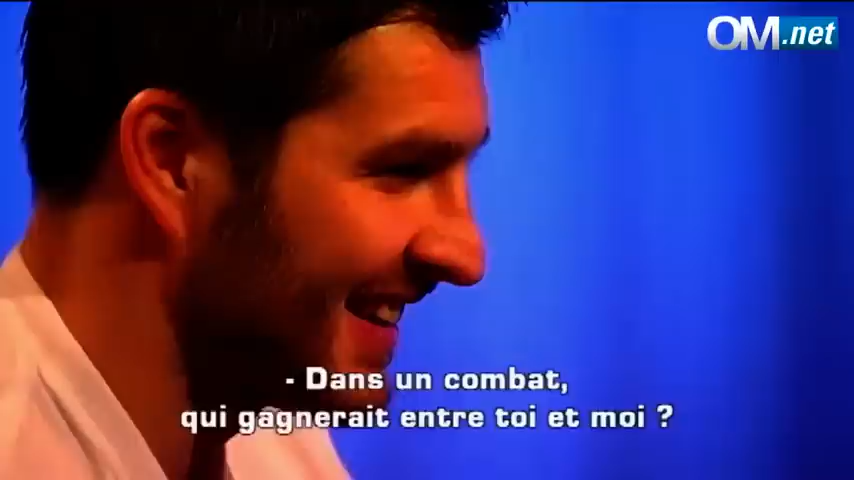 OM.net
- Dans un combat,
qui gagnerait entre toi et moi ?